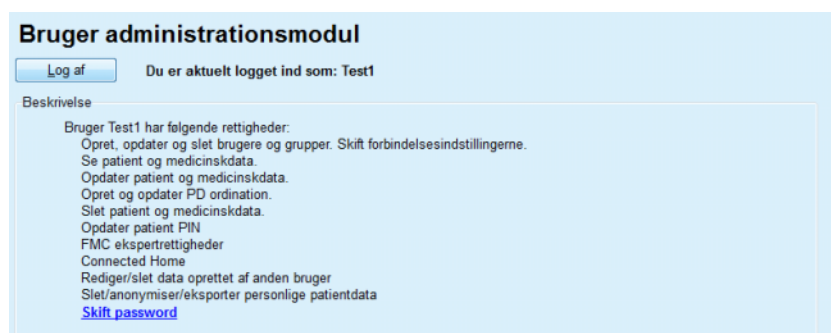 Bruger administrationsmodul
Log af
Du er aktuelt logget ind som: Test1
Beskrivelse
Bruger Test1 har følgende rettigheder:
Opret, opdater og slet brugere og grupper. Skift forbindelsesindstillingerne.
Se patient og medicinskdata.
Opdater patient og medicinskdata.
Opret og opdater PD ordination.
Slet patient og medicinskdata.
Opdater patient PIN
FMC ekspertrettigheder
Connected Home
Rediger/slet data oprettet af anden bruger
Slet/anonymiser/eksporter personlige patientdata
Skift password